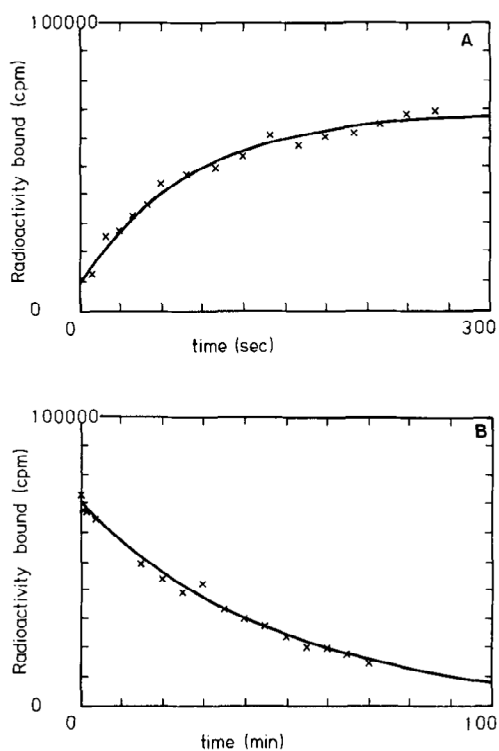 100000
A
Radioactivity bound (cpm)
0
0
300
time (sec)
100000
B
Radioactivity bound (cpm)
0
0
100
time (min)